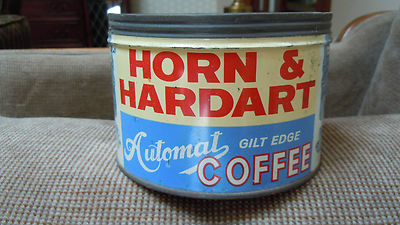 HORN &
HARDART
Automat GILT EDGE
COFFEE